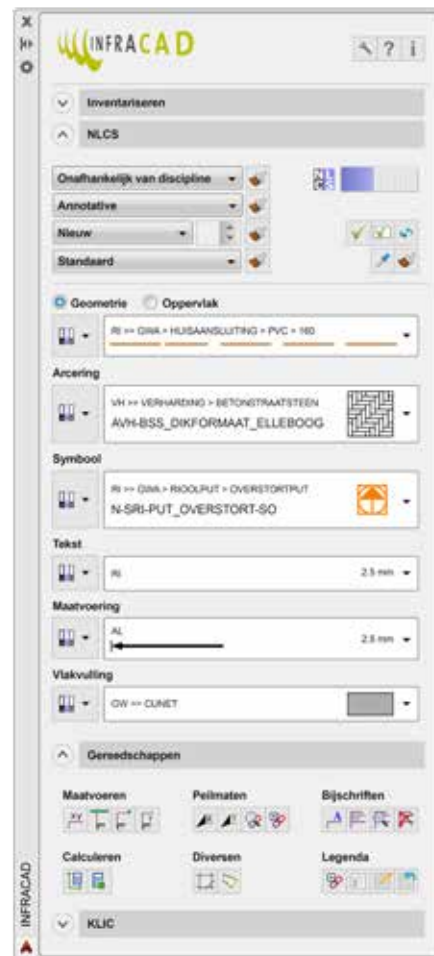 INFRACAD
? i
Inventariseren
NLCS
Onafhankelijk van discipline
Annotative
Nieuw
Standaard
Geometrie Oppervlak
RI >> GWA > HUISAANSLUITING > PVC > 160
Arcering
VH >> VERHARDING > BETONSTRAATSTEEN
AVH-BSS_DIKFORMAAT_ELLEBOOG
Symbool
RI >> GWA > RIOOLPUT > OVERSTORTPUT
N-SRI-PUT_OVERSTORT-SO
Tekst
RI 2.5 mm
Maatvoering
AL 2.5 mm
Vlakvulling
GW >> CUNET
Gereedschappen
Maatvoeren Peilmaten Bijschriften
Calculeren Diversen Legenda
KLIC
INFRACAD